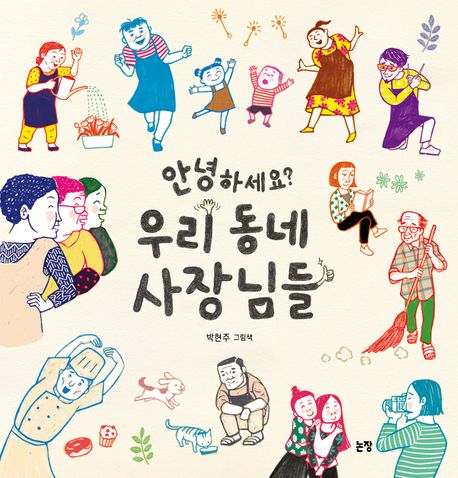 안녕하세요?
우리 동네
사장님들
박현주 그림책
논장